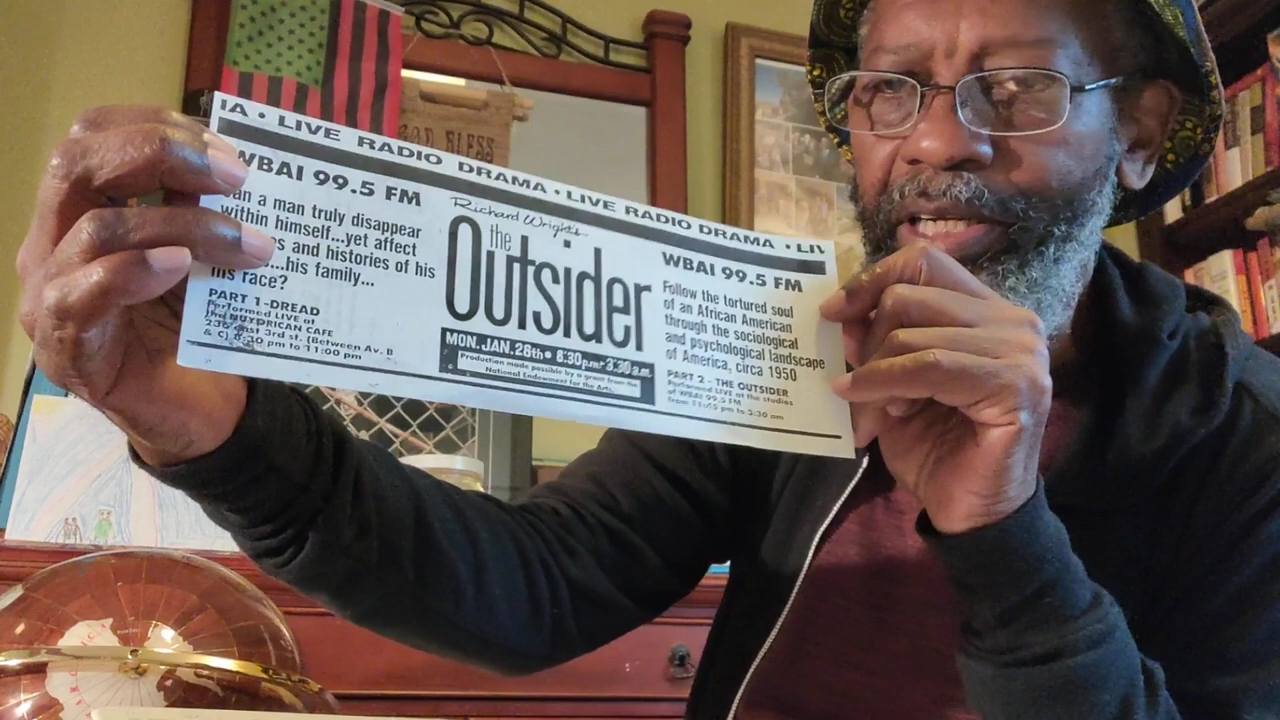 GOD BLESS
IA • LIVE RADIO DRAMA • LIVE RADIO DRAMA • LIV
WBAI 99.5 FM
an a man truly disappear
within himself...yet affect
s and histories of his
...his family...
his race?
PART 1-DREAD
Performed LIVE at
The NUYORICAN CAFE
236 East 3rd st. (Between Av. B
& C) 8:30 pm to 11:00 pm
Richard Wright's
the
Outsider
MON. JAN. 28th • 8:30 p.m. 3:30 a.m.
Production made possible by a grant from the
National Endowment for the Arts.
WBAI 99.5 FM
Follow the tortured soul
of an African American
through the sociological
and psychological landscape
of America, circa 1950
PART 2 - THE OUTSIDER
Performed LIVE at the studios
of WBAI 99.5 FM
from 11:45 pm to 3:30 am